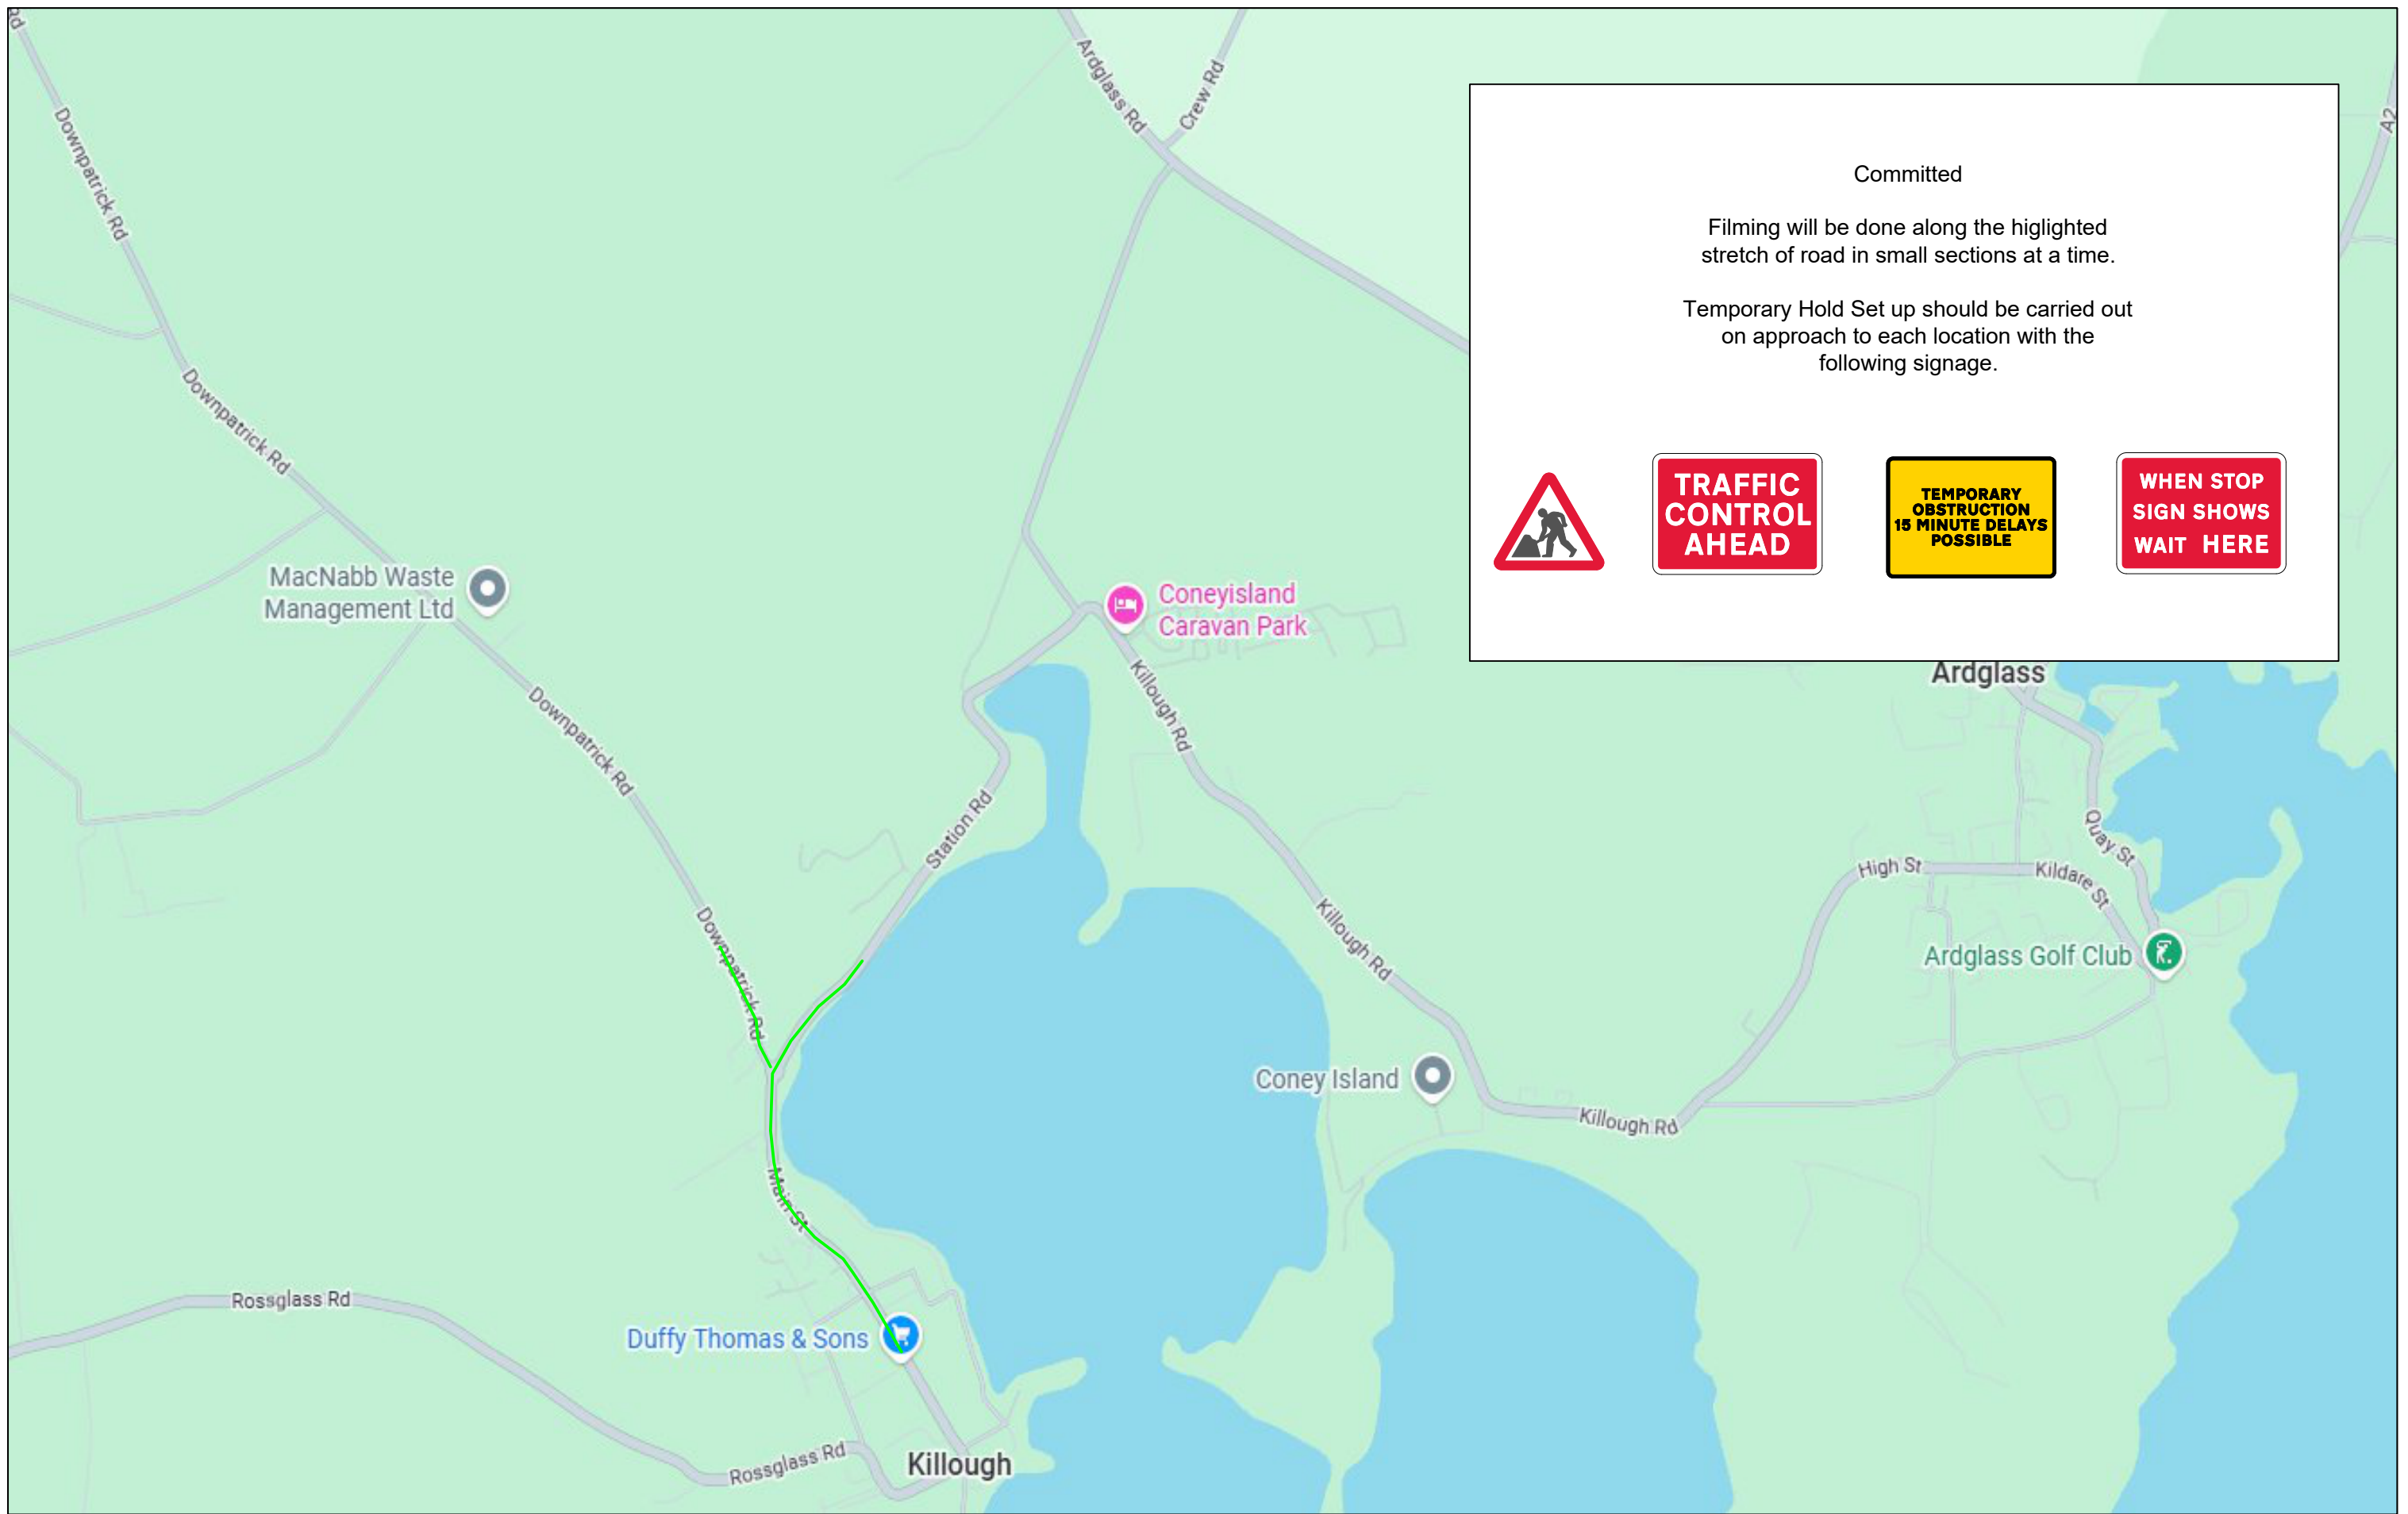 Rd
Ardglass Rd
Crew Rd
A2
Downpatrick Rd
Committed
Filming will be done along the higlighted
stretch of road in small sections at a time.
Temporary Hold Set up should be carried out
on approach to each location with the
following signage.
Downpatrick Rd
TRAFFIC
CONTROL
AHEAD
TEMPORARY
OBSTRUCTION
15 MINUTE DELAYS
POSSIBLE
WHEN STOP
SIGN SHOWS
WAIT HERE
MacNabb Waste
Management Ltd
Coneyisland
Caravan Park
Ardglass
Killough Rd
Downpatrick Rd
Station Rd
Quay St
High St
Kildare St
Killough Rd
Downpatrick Rd
Ardglass Golf Club
Coney Island
Killough Rd
Main St
Rossglass Rd
Duffy Thomas & Sons
Rossglass Rd
Killough